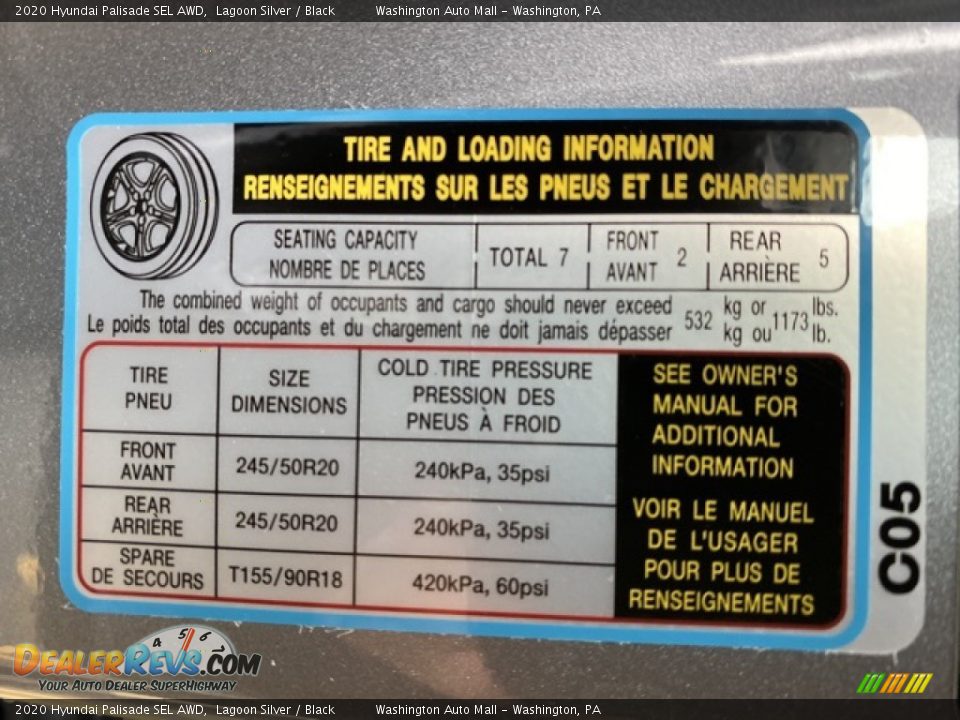 2020 Hyundai Palisade SEL AWD, Lagoon Silver / Black Washington Auto Mall - Washington, PA
TIRE AND LOADING INFORMATION
RENSEIGNEMENTS SUR LES PNEUS ET LE CHARGEMENT
SEATING CAPACITY
NOMBRE DE PLACES
TOTAL 7
FRONT
AVANT
2
REAR
ARRIÈRE
5
The combined weight of occupants and cargo should never exceed
Le poids total des occupants et du chargement ne doit jamais dépasser
532
kg or
kg ou
1173
lbs.
lb.
TIRE
PNEU
SIZE
DIMENSIONS
COLD TIRE PRESSURE
PRESSION DES
PNEUS À FROID
FRONT
AVANT
245/50R20
240kPa, 35psi
REAR
ARRIÈRE
245/50R20
240kPa, 35psi
SPARE
DE SECOURS
T155/90R18
420kPa, 60psi
SEE OWNER'S
MANUAL FOR
ADDITIONAL
INFORMATION
VOIR LE MANUEL
DE L'USAGER
POUR PLUS DE
RENSEIGNEMENTS
C05
4 5 6
DEALERREVS.COM
YOUR AUTO DEALER SUPERHIGHWAY
2020 Hyundai Palisade SEL AWD, Lagoon Silver / Black Washington Auto Mall - Washington, PA